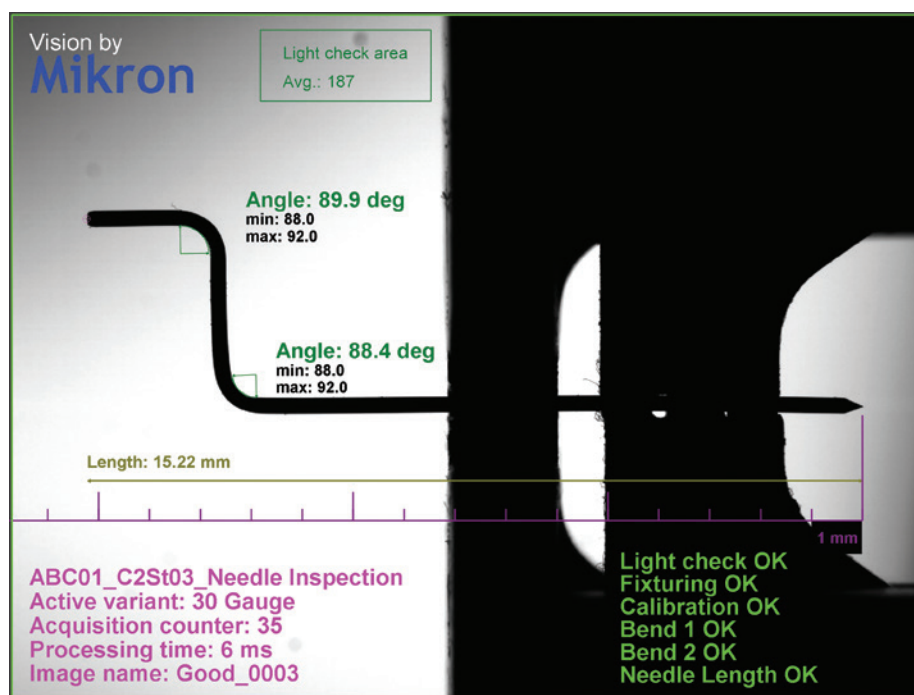 Vision by
Mikron
Light check area
Avg.: 187
Angle: 89.9 deg
min: 88.0
max: 92.0
Angle: 88.4 deg
min: 88.0
max: 92.0
Length: 15.22 mm
1 mm
ABC01_C2St03_Needle Inspection
Active variant: 30 Gauge
Acquisition counter: 35
Processing time: 6 ms
Image name: Good_0003
Light check OK
Fixturing OK
Calibration OK
Bend 1 OK
Bend 2 OK
Needle Length OK